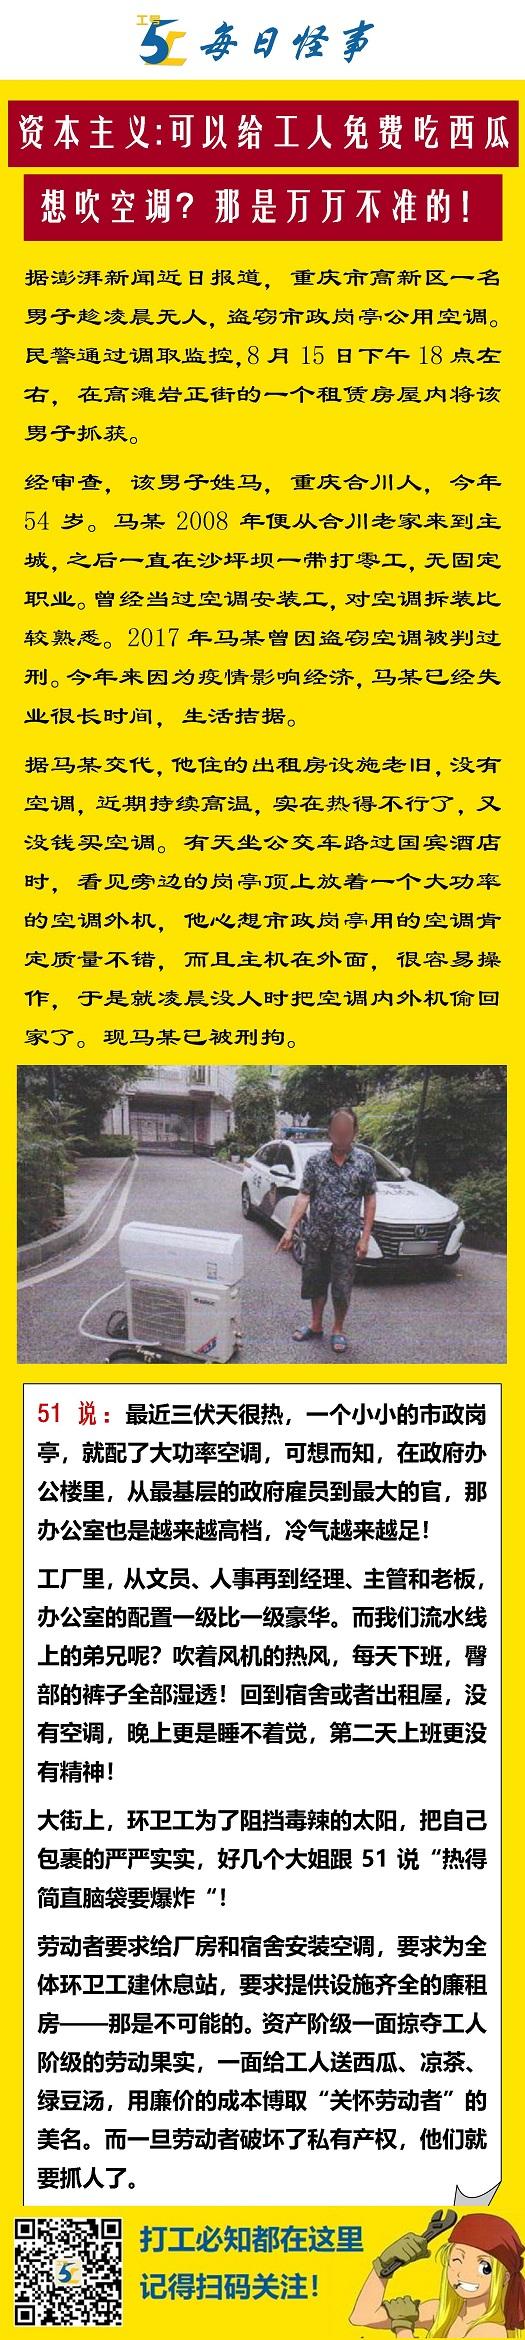 工号
51
每日怪事
资本主义:可以给工人免费吃西瓜
想吹空调？那是万万不准的！
据澎湃新闻近日报道，重庆市高新区一名
男子趁凌晨无人，盗窃市政岗亭公用空调。
民警通过调取监控,8月15日下午18点左
右，在高滩岩正街的一个租赁房屋内将该
男子抓获。
经审查，该男子姓马，重庆合川人，今年
54岁。马某2008年便从合川老家来到主
城，之后一直在沙坪坝一带打零工，无固定
职业。曾经当过空调安装工，对空调拆装比
较熟悉。2017年马某曾因盗窃空调被判过
刑。今年来因为疫情影响经济，马某已经失
业很长时间，生活拮据。
据马某交代，他住的出租房设施老旧，没有
空调，近期持续高温，实在热得不行了，又
没钱买空调。有天坐公交车路过国宾酒店
时，看见旁边的岗亭顶上放着一个大功率
的空调外机，他心想市政岗亭用的空调肯
定质量不错，而且主机在外面，很容易操
作，于是就凌晨没人时把空调内外机偷回
家了。现马某已被刑拘。
POLICE
51 说：最近三伏天很热，一个小小的市政岗
亭，就配了大功率空调，可想而知，在政府办
公楼里，从最基层的政府雇员到最大的官，那
办公室也是越来越高档，冷气越来越足！
工厂里，从文员、人事再到经理、主管和老板，
办公室的配置一级比一级豪华。而我们流水线
上的弟兄呢？吹着风机的热风，每天下班，臀
部的裤子全部湿透！回到宿舍或者出租屋，没
有空调，晚上更是睡不着觉，第二天上班更没
有精神！
大街上，环卫工为了阻挡毒辣的太阳，把自己
包裹的严严实实，好几个大姐跟 51 说“热得
简直脑袋要爆炸“！
劳动者要求给厂房和宿舍安装空调，要求为全
体环卫工建休息站，要求提供设施齐全的廉租
房——那是不可能的。资产阶级一面掠夺工人
阶级的劳动果实，一面给工人送西瓜、凉茶、
绿豆汤，用廉价的成本博取“关怀劳动者”的
美名。而一旦劳动者破坏了私有产权，他们就
要抓人了。
打工必知都在这里
记得扫码关注！